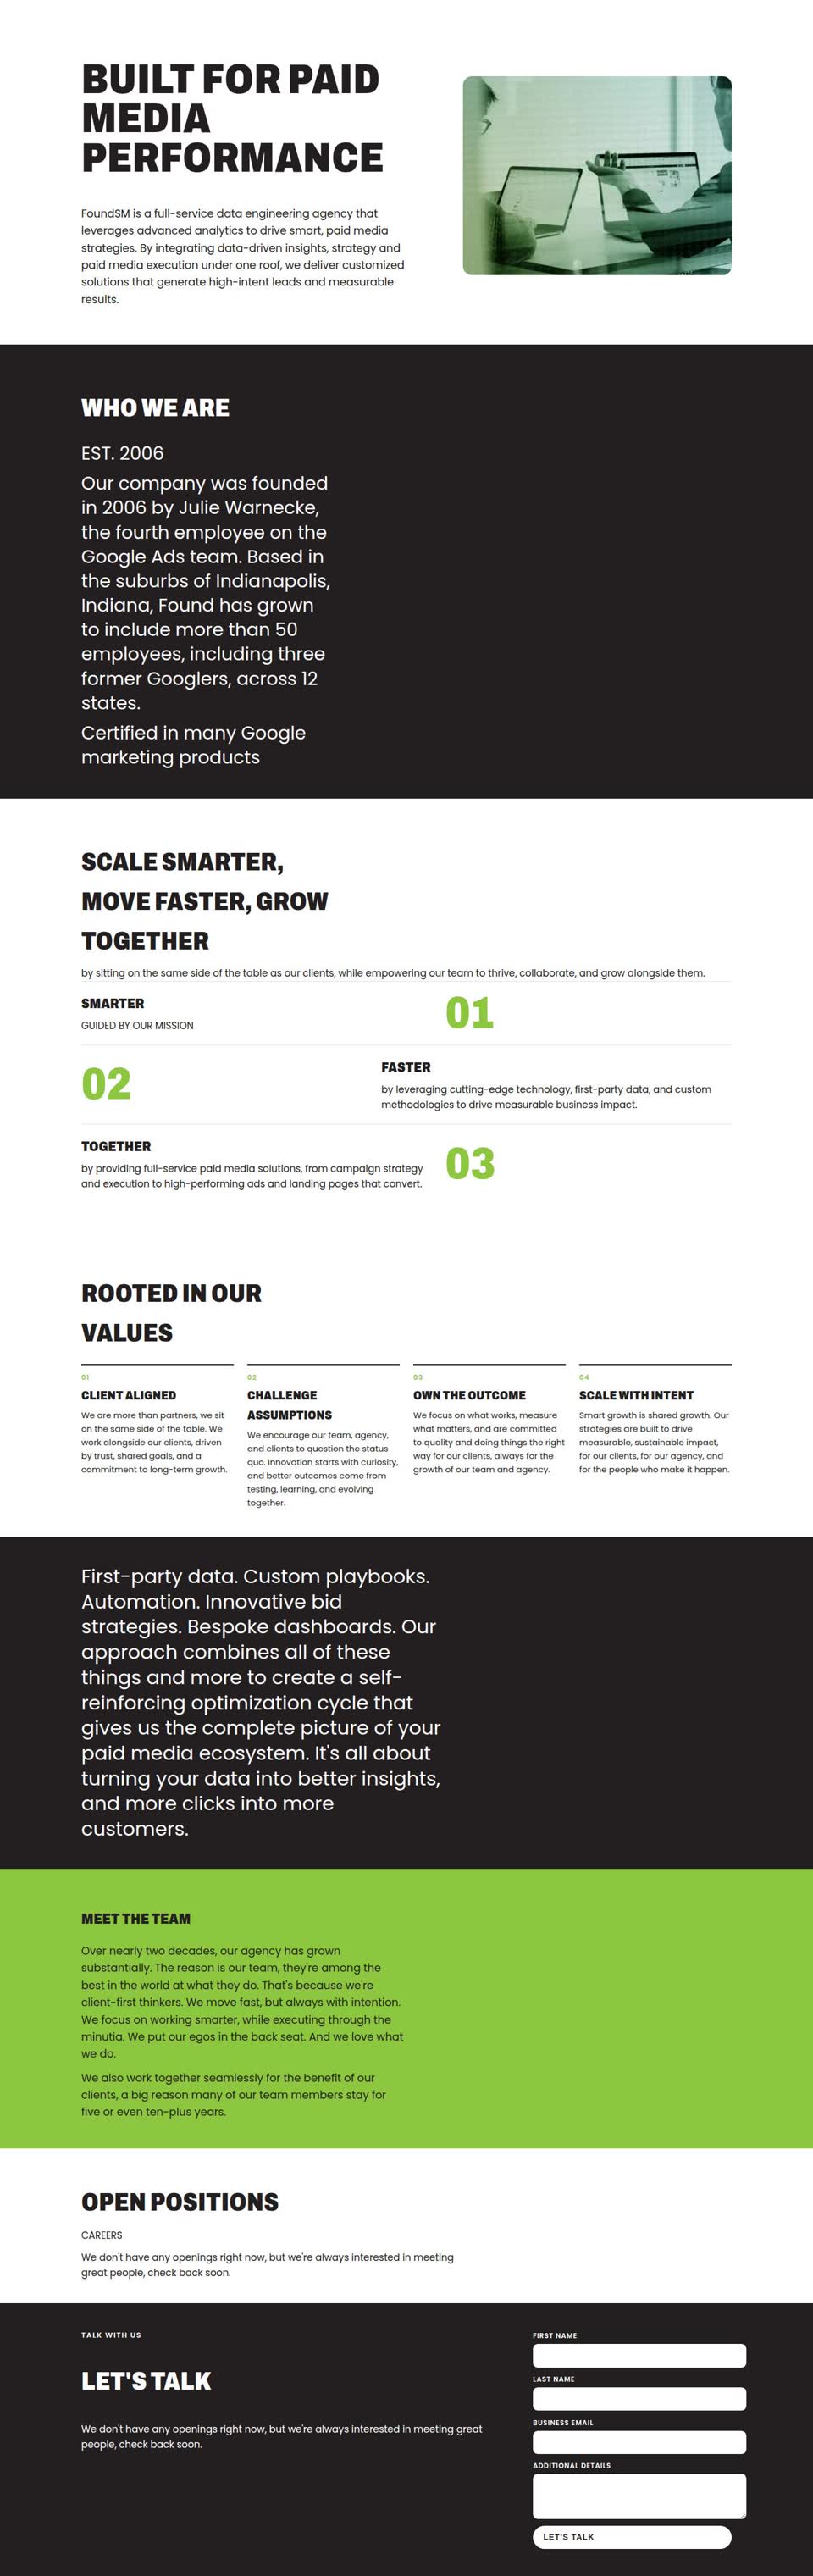 BUILT FOR PAID
MEDIA
PERFORMANCE
FoundSM is a full-service data engineering agency that
leverages advanced analytics to drive smart, paid media
strategies. By integrating data-driven insights, strategy and
paid media execution under one roof, we deliver customized
solutions that generate high-intent leads and measurable
results.
WHO WE ARE
EST. 2006
Our company was founded
in 2006 by Julie Warnecke,
the fourth employee on the
Google Ads team. Based in
the suburbs of Indianapolis,
Indiana, Found has grown
to include more than 50
employees, including three
former Googlers, across 12
states.
Certified in many Google
marketing products
SCALE SMARTER,
MOVE FASTER, GROW
TOGETHER
by sitting on the same side of the table as our clients, while empowering our team to thrive, collaborate, and grow alongside them.
SMARTER
GUIDED BY OUR MISSION
01
02
FASTER
by leveraging cutting-edge technology, first-party data, and custom
methodologies to drive measurable business impact.
TOGETHER
by providing full-service paid media solutions, from campaign strategy
and execution to high-performing ads and landing pages that convert.
03
ROOTED IN OUR
VALUES
01
CLIENT ALIGNED
We are more than partners, we sit
on the same side of the table. We
work alongside our clients, driven
by trust, shared goals, and a
commitment to long-term growth.
02
CHALLENGE
ASSUMPTIONS
We encourage our team, agency,
and clients to question the status
quo. Innovation starts with curiosity,
and better outcomes come from
testing, learning, and evolving
together.
03
OWN THE OUTCOME
We focus on what works, measure
what matters, and are committed
to quality and doing things the right
way for our clients, always for the
growth of our team and agency.
04
SCALE WITH INTENT
Smart growth is shared growth. Our
strategies are built to drive
measurable, sustainable impact,
for our clients, for our agency, and
for the people who make it happen.
First-party data. Custom playbooks.
Automation. Innovative bid
strategies. Bespoke dashboards. Our
approach combines all of these
things and more to create a self-
reinforcing optimization cycle that
gives us the complete picture of your
paid media ecosystem. It's all about
turning your data into better insights,
and more clicks into more
customers.
MEET THE TEAM
Over nearly two decades, our agency has grown
substantially. The reason is our team, they're among the
best in the world at what they do. That's because we're
client-first thinkers. We move fast, but always with intention.
We focus on working smarter, while executing through the
minutia. We put our egos in the back seat. And we love what
we do.
We also work together seamlessly for the benefit of our
clients, a big reason many of our team members stay for
five or even ten-plus years.
OPEN POSITIONS
CAREERS
We don't have any openings right now, but we're always interested in meeting
great people, check back soon.
TALK WITH US
LET'S TALK
We don't have any openings right now, but we're always interested in meeting great
people, check back soon.
FIRST NAME
LAST NAME
BUSINESS EMAIL
ADDITIONAL DETAILS
LET'S TALK